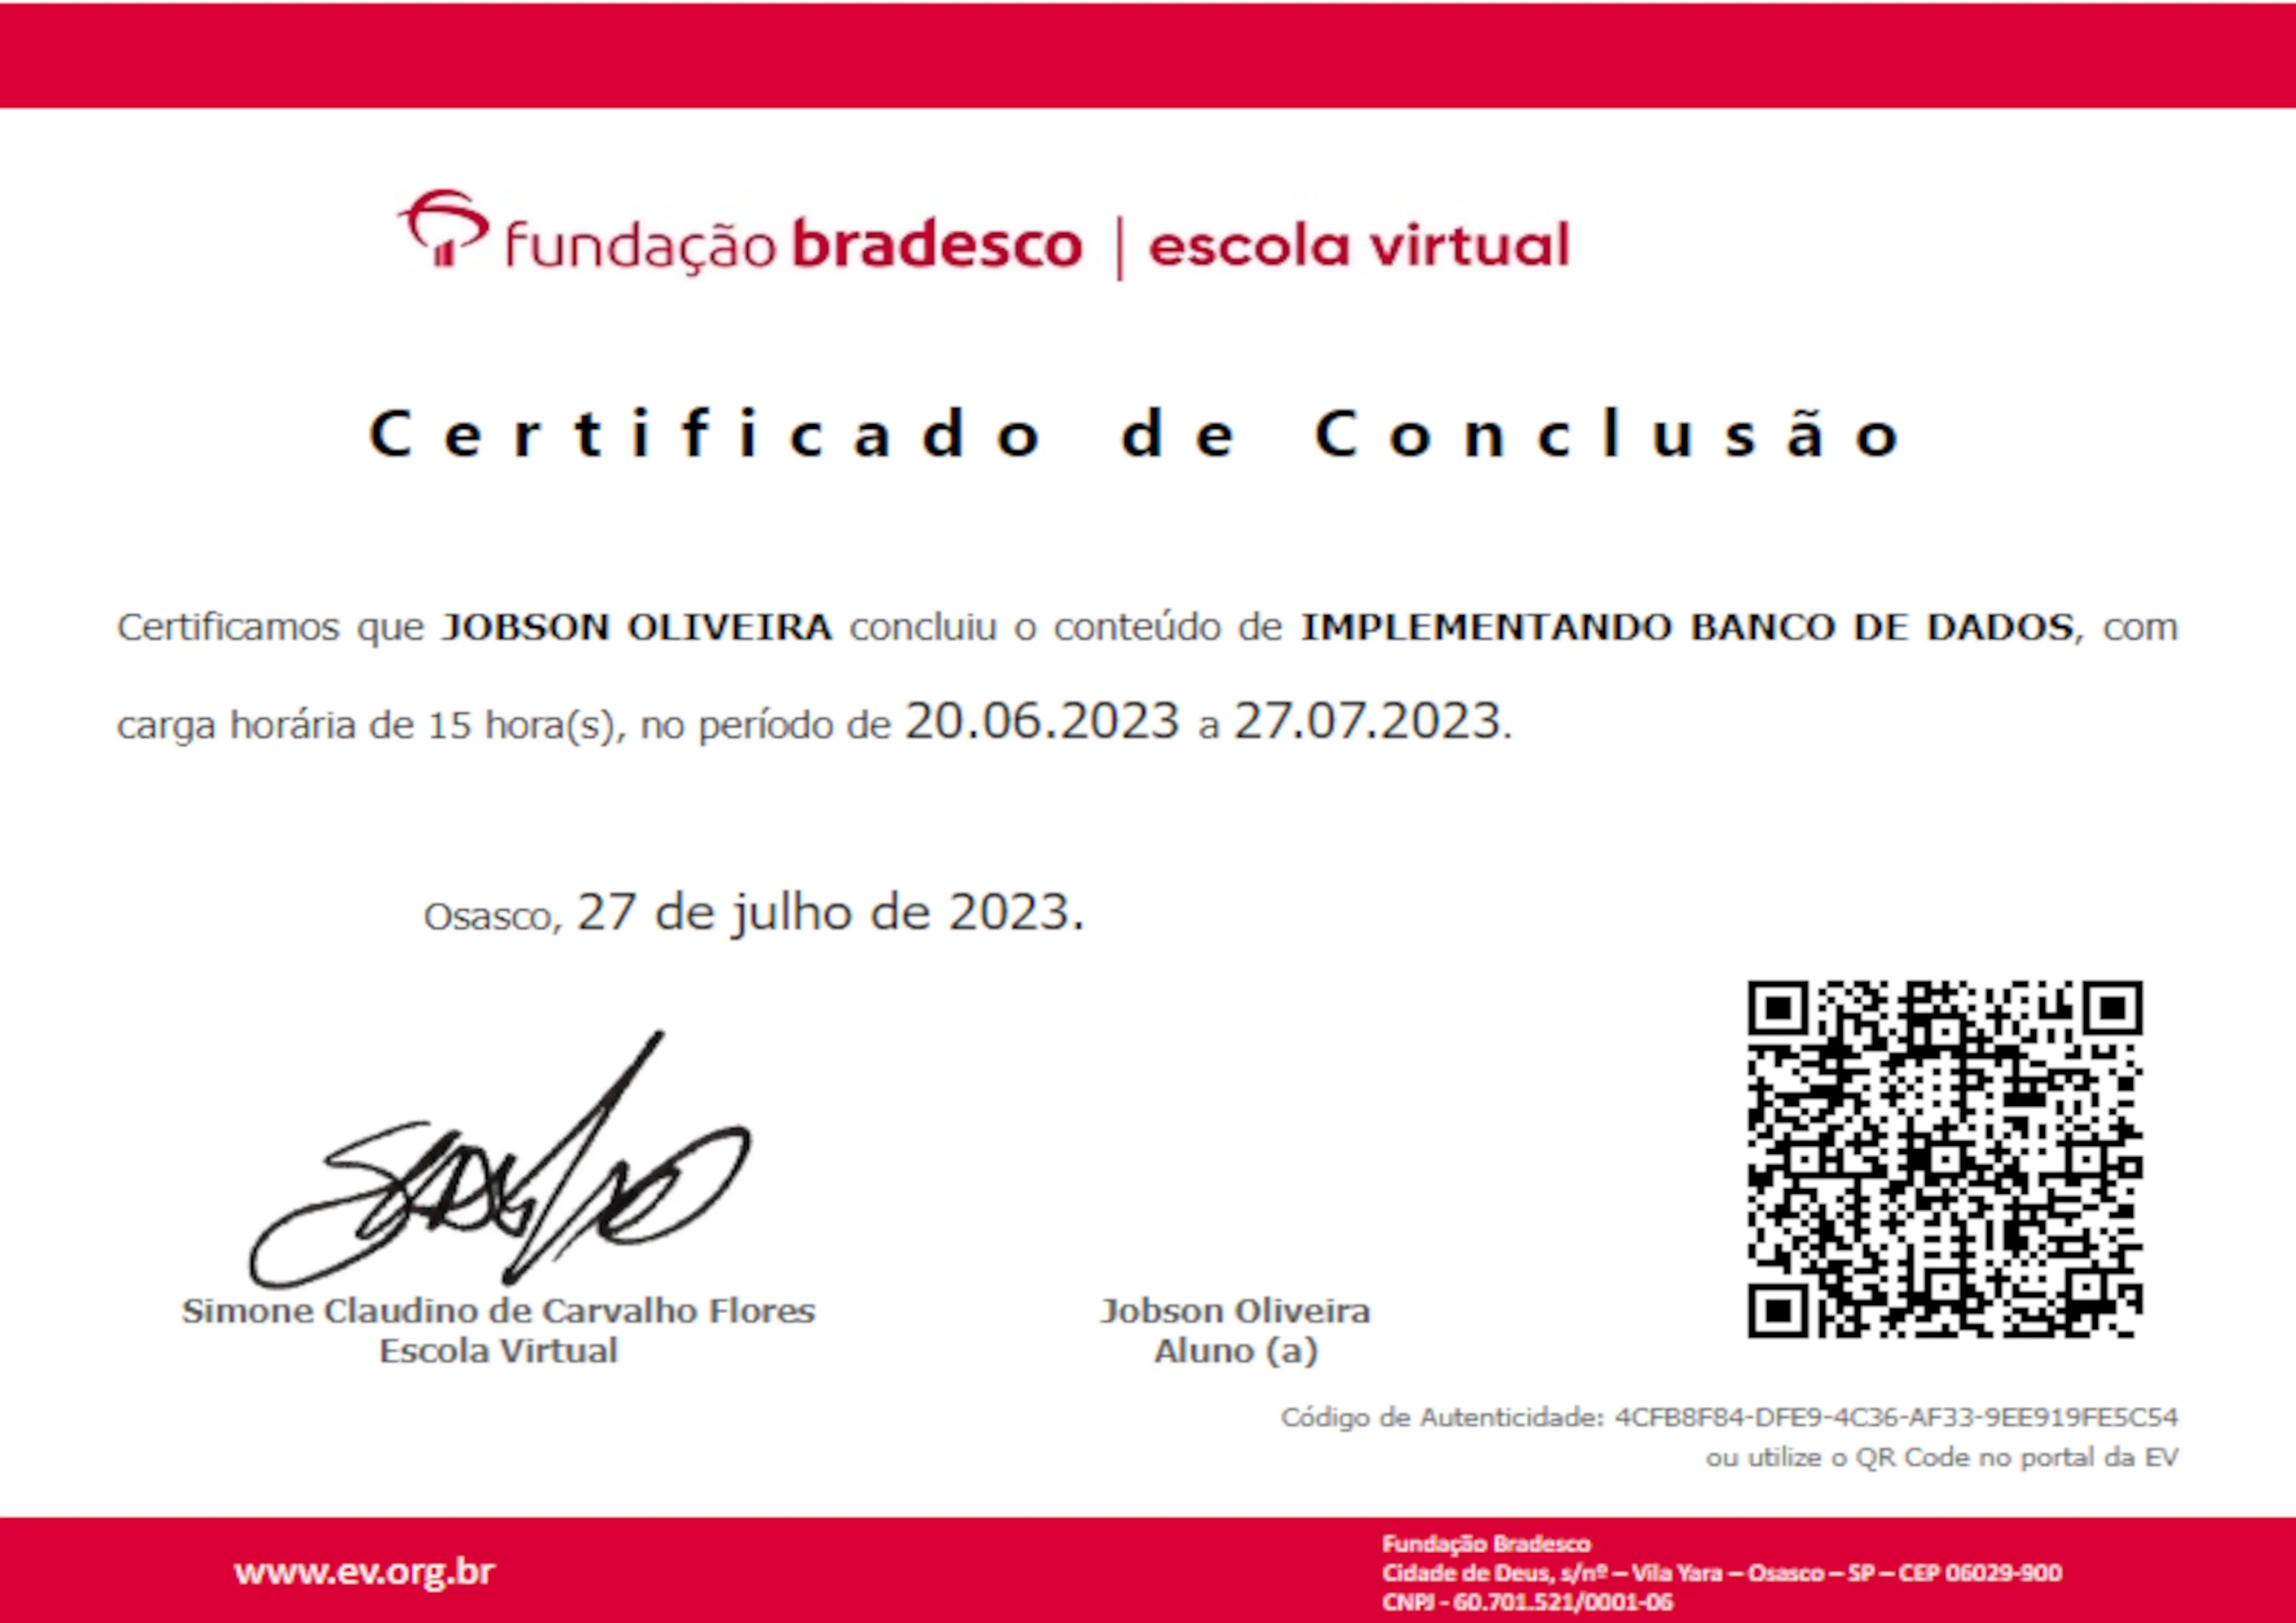 fundação bradesco | escola virtual
Certificado de Conclusão
Certificamos que JOBSON OLIVEIRA concluiu o conteúdo de IMPLEMENTANDO BANCO DE DADOS, com
carga horária de 15 hora(s), no período de 20.06.2023 a 27.07.2023.
Osasco, 27 de julho de 2023.
Simone Claudino de Carvalho Flores
Escola Virtual
Jobson Oliveira
Aluno (a)
Código de Autenticidade: 4CFB8F84-DFE9-4C36-AF33-9EE919FE5C54
ou utilize o QR Code no portal da EV
www.ev.org.br
Fundação Bradesco
Cidade de Deus, s/nº – Vila Yara – Osasco – SP – CEP 06029-900
CNPJ - 60.701.521/0001-06